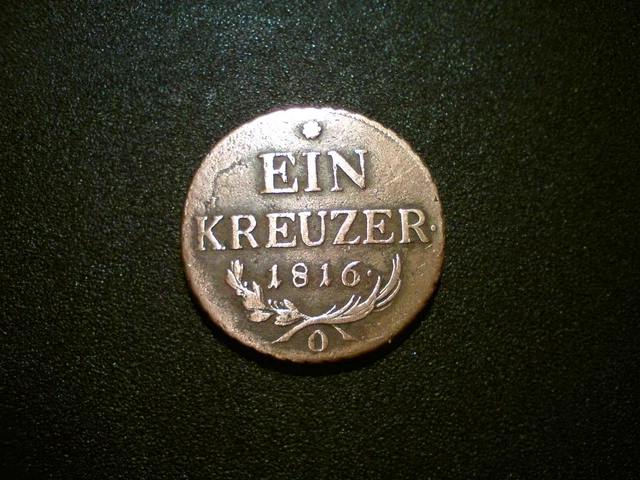 EIN
KREUZER·
1816·
O